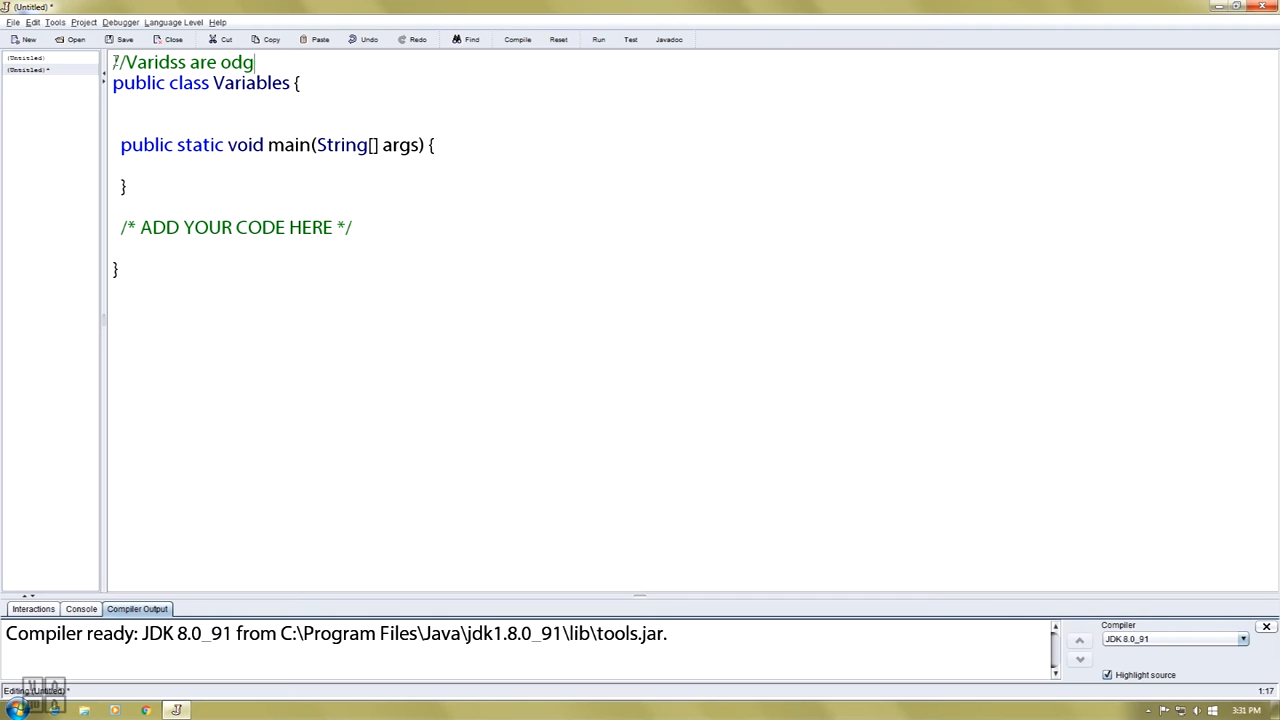 (Untitled) *
File Edit Tools Project Debugger Language Level Help
New Open Save Close Cut Copy Paste Undo Redo Find Compile Reset Run Test Javadoc
(Untitled)
(Untitled) *
//Varidss are odg
public class Variables {
public static void main(String[] args) {
}
/* ADD YOUR CODE HERE */
}
Interactions Console Compiler Output
Compiler ready: JDK 8.0_91 from C:\Program Files\Java\jdk1.8.0_91\lib\tools.jar.
Compiler
JDK 8.0_91
Highlight source
Editing (Untitled) *
1:17
3:31 PM